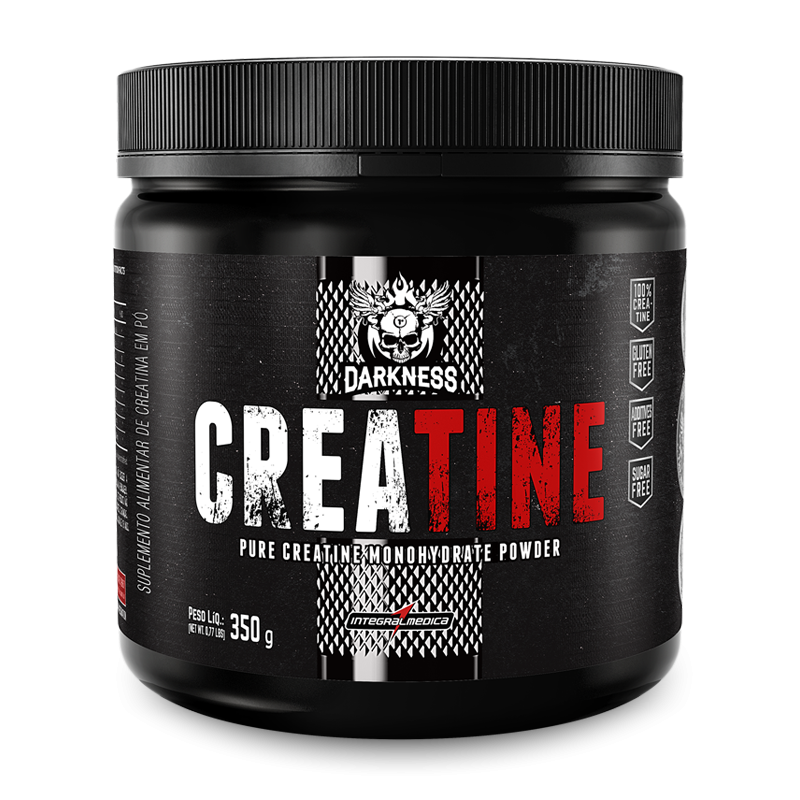 DARKNESS
CREATINE
PURE CREATINE MONOHYDRATE POWDER
INTEGRALMEDICA
PESO LÍQ.:
(NET WT. 0,77 LBS)
350 g
SUPLEMENTO ALIMENTAR DE CREATINA EM PÓ.
100%
CREA-
TINE
GLUTEN
FREE
ADDITIVES
FREE
SUGAR
FREE